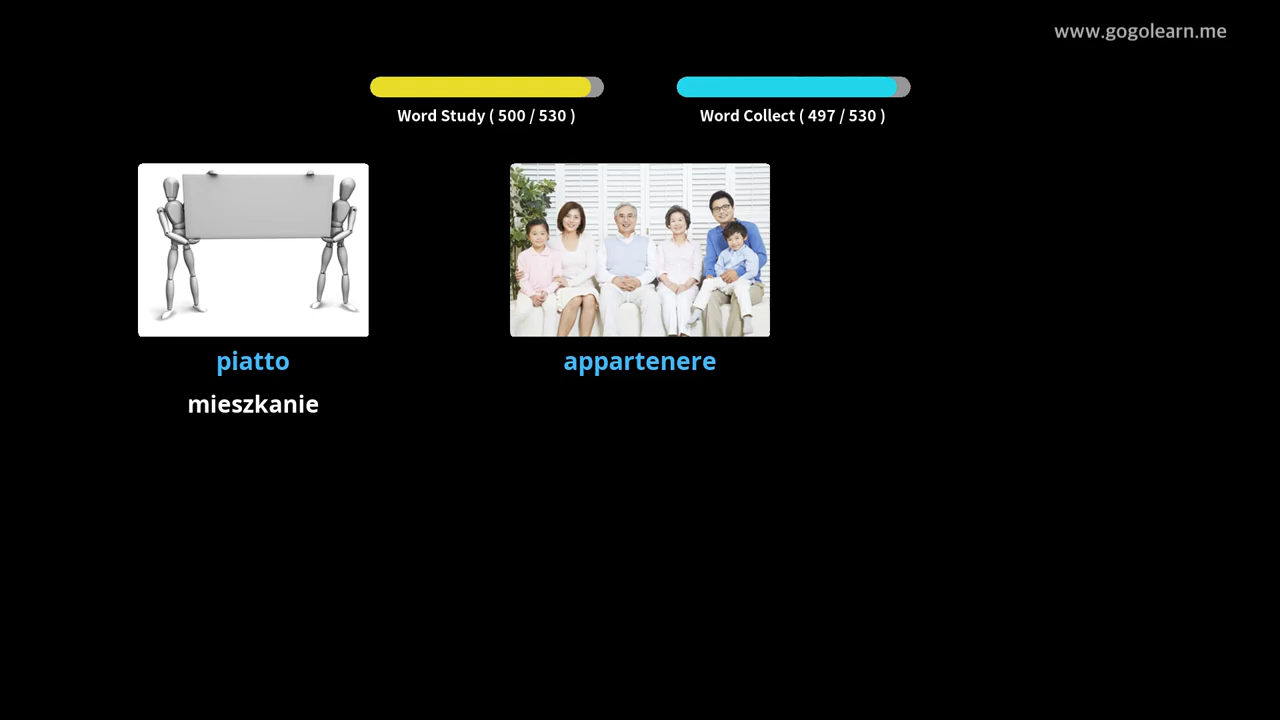 www.gogolearn.me
Word Study ( 500 / 530 )
Word Collect ( 497 / 530 )
piatto
appartenere
mieszkanie